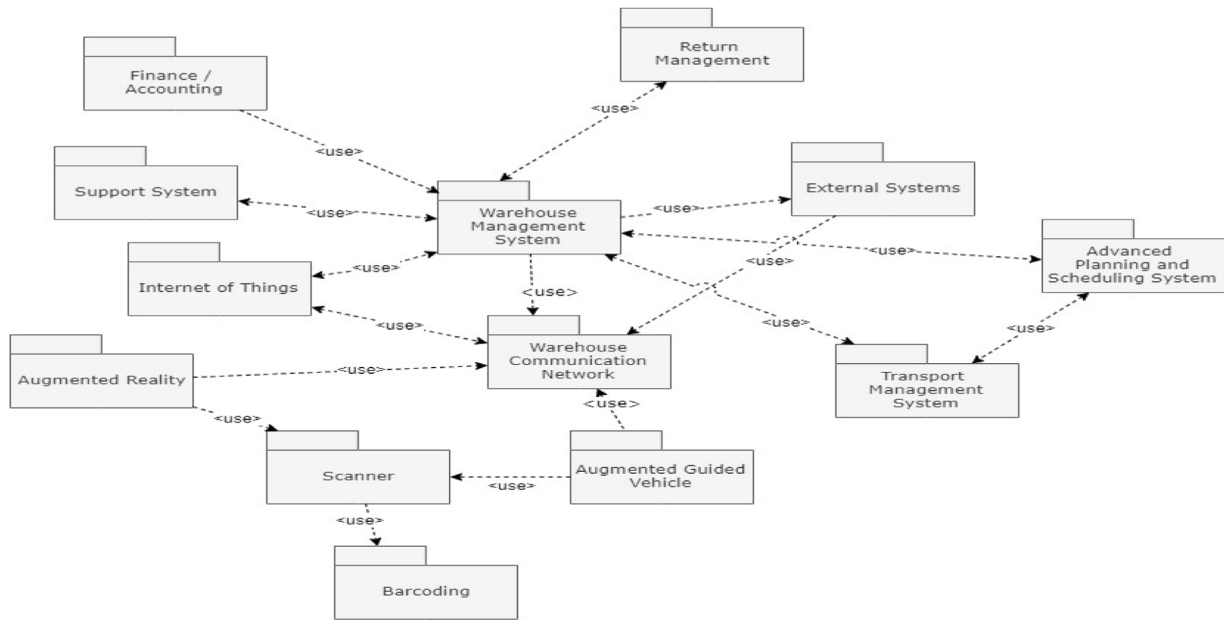 Return
Management
Finance /
Accounting
<use>
<use>
Support System
External Systems
<use>
Warehouse
Management
System
<use>
<use>
Advanced
Planning and
Scheduling System
<use>
<use>
Internet of Things
<use>
<use>
<use>
<use>
<use>
Warehouse
Communication
Network
Augmented Reality
<use>
Transport
Management
System
<use>
<use>
Scanner
Augmented Guided
Vehicle
<use>
<use>
Barcoding